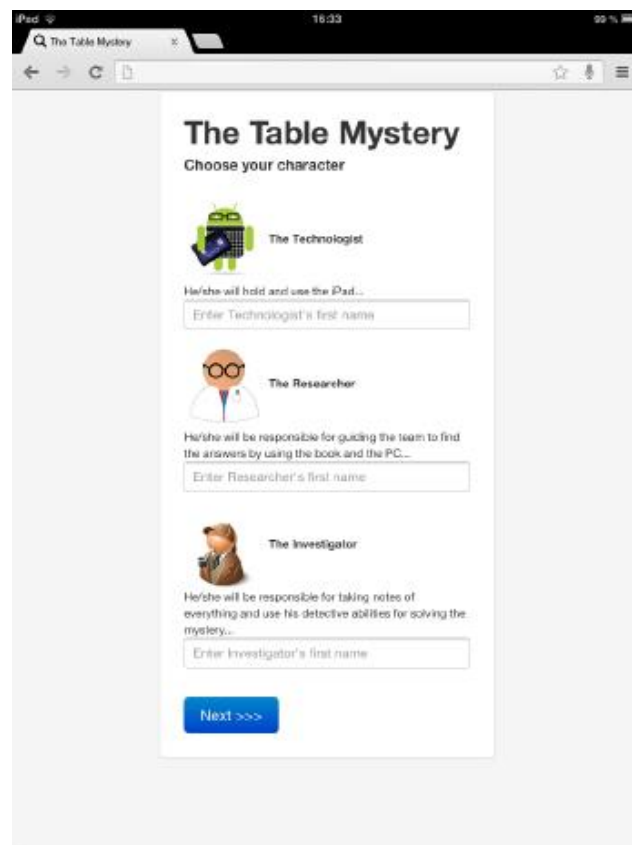 iPad 16:33 99 %
The Table Mystery
The Table Mystery
Choose your character
The Technologist
He/she will hold and use the iPad...
Enter Technologist's first name
The Researcher
He/she will be responsible for guiding the team to find
the answers by using the book and the PC...
Enter Researcher's first name
The Investigator
He/she will be responsible for taking notes of
everything and use his detective abilities for solving the
mystery...
Enter Investigator's first name
Next >>>